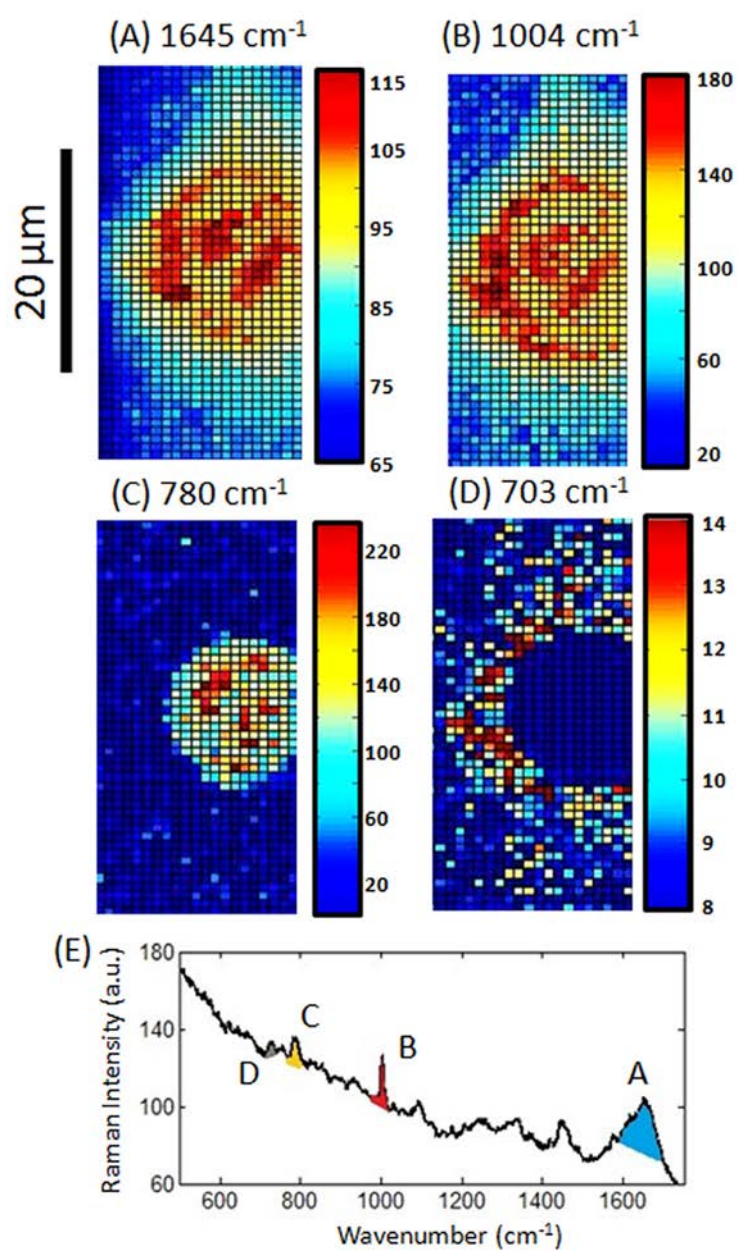 (A) 1645 cm⁻¹
(B) 1004 cm⁻¹
115
105
95
85
75
65
180
140
100
60
20
20 μm
(C) 780 cm⁻¹
(D) 703 cm⁻¹
220
180
140
100
60
20
14
13
12
11
10
9
8
(E)
180
140
100
60
Raman Intensity (a.u.)
D
C
B
A
600 800 1000 1200 1400 1600
Wavenumber (cm⁻¹)